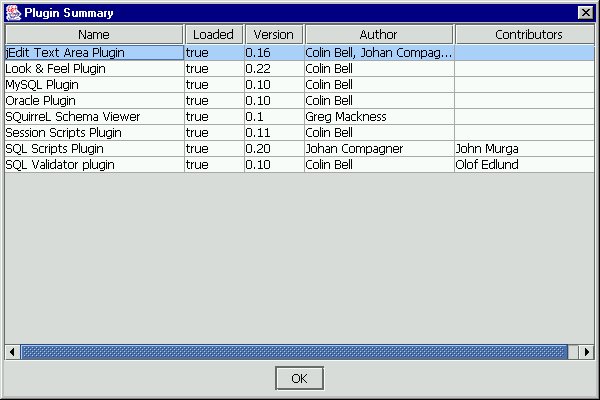 Plugin Summary
Name Loaded Version Author Contributors
jEdit Text Area Plugin true 0.16 Colin Bell, Johan Compag...
Look & Feel Plugin true 0.22 Colin Bell
MySQL Plugin true 0.10 Colin Bell
Oracle Plugin true 0.10 Colin Bell
SQuirreL Schema Viewer true 0.1 Greg Mackness
Session Scripts Plugin true 0.11 Colin Bell
SQL Scripts Plugin true 0.20 Johan Compagner John Murga
SQL Validator plugin true 0.10 Colin Bell Olof Edlund
OK